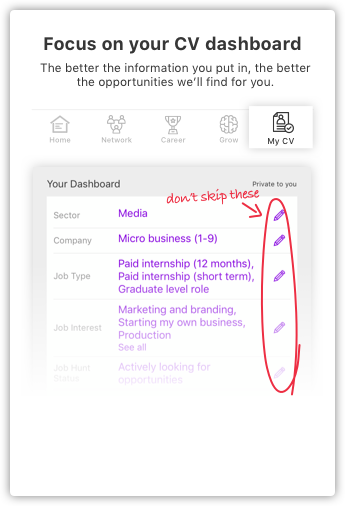 Focus on your CV dashboard
The better the information you put in, the better
the opportunities we'll find for you.
Home Network Career Grow My CV
Your Dashboard Private to you
don't skip these
Sector Media
Company Micro business (1-9)
Job Type Paid internship (12 months),
Paid internship (short term),
Graduate level role
Job Interest Marketing and branding,
Starting my own business,
Production
See all
Job Hunt Status Actively looking for
opportunities